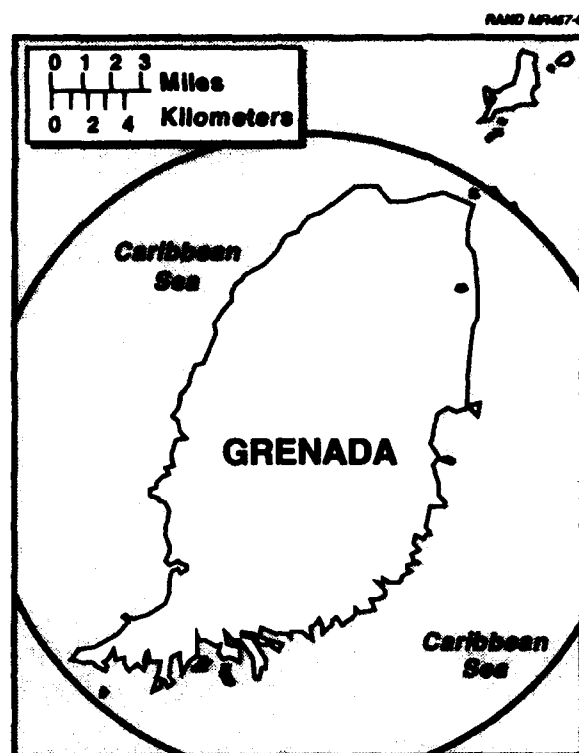 RAND MR467-
0 1 2 3
Miles
0 2 4
Kilometers
Caribbean
Sea
GRENADA
Caribbean
Sea